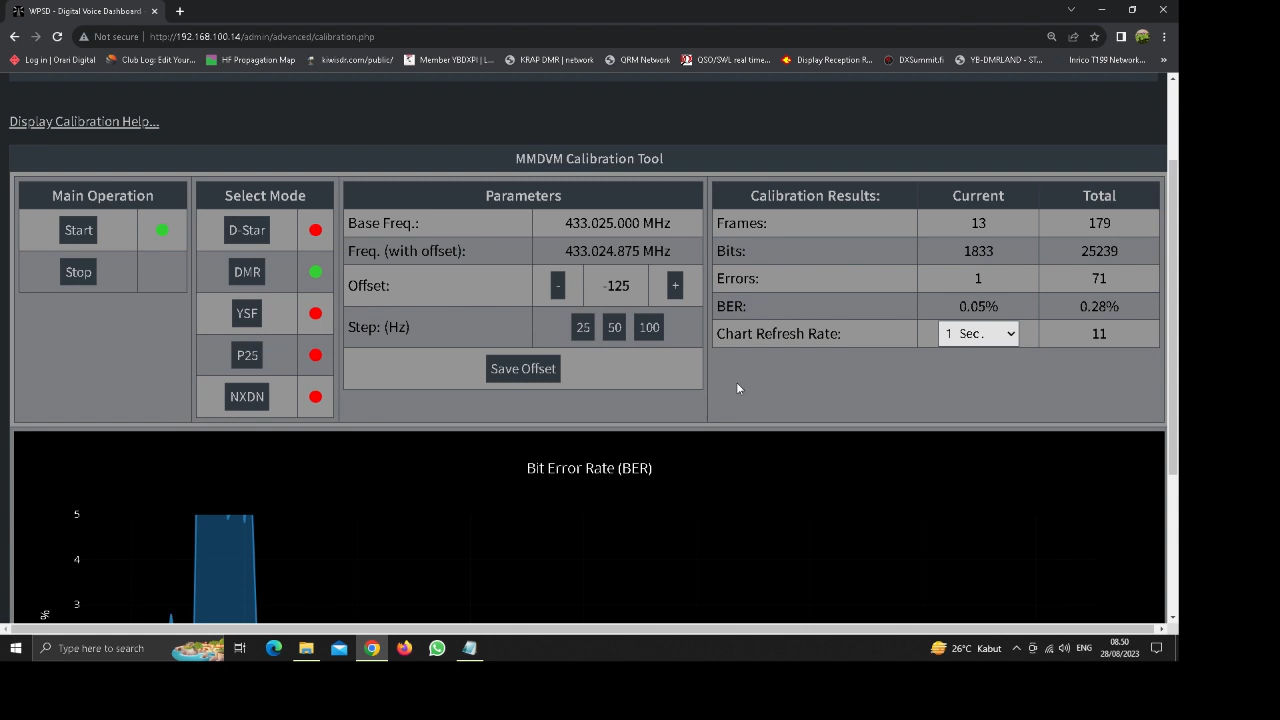 WPSD - Digital Voice Dashboard
Not secure | http://192.168.100.14/admin/advanced/calibration.php
Log in | Oran Digital Club Log: Edit Your... HF Propagation Map kiwisdr.com/public/ Member YBDXPI | L... KRAP DMR | network QRM Network QSO/SWL real time... Display Reception R... DXSummit.fi YB-DMRLAND - ST... Inrico T199 Network... »
Display Calibration Help...
MMDVM Calibration Tool
Main Operation
Start
Stop
Select Mode
D-Star
DMR
YSF
P25
NXDN
Parameters
Base Freq.: 433.025.000 MHz
Freq. (with offset): 433.024.875 MHz
Offset: - -125 +
Step: (Hz) 25 50 100
Save Offset
Calibration Results: Current Total
Frames: 13 179
Bits: 1833 25239
Errors: 1 71
BER: 0.05% 0.28%
Chart Refresh Rate: 1 Sec. 11
Bit Error Rate (BER)
5
4
3
%
Type here to search
26°C Kabut
ENG
08.50
28/08/2023